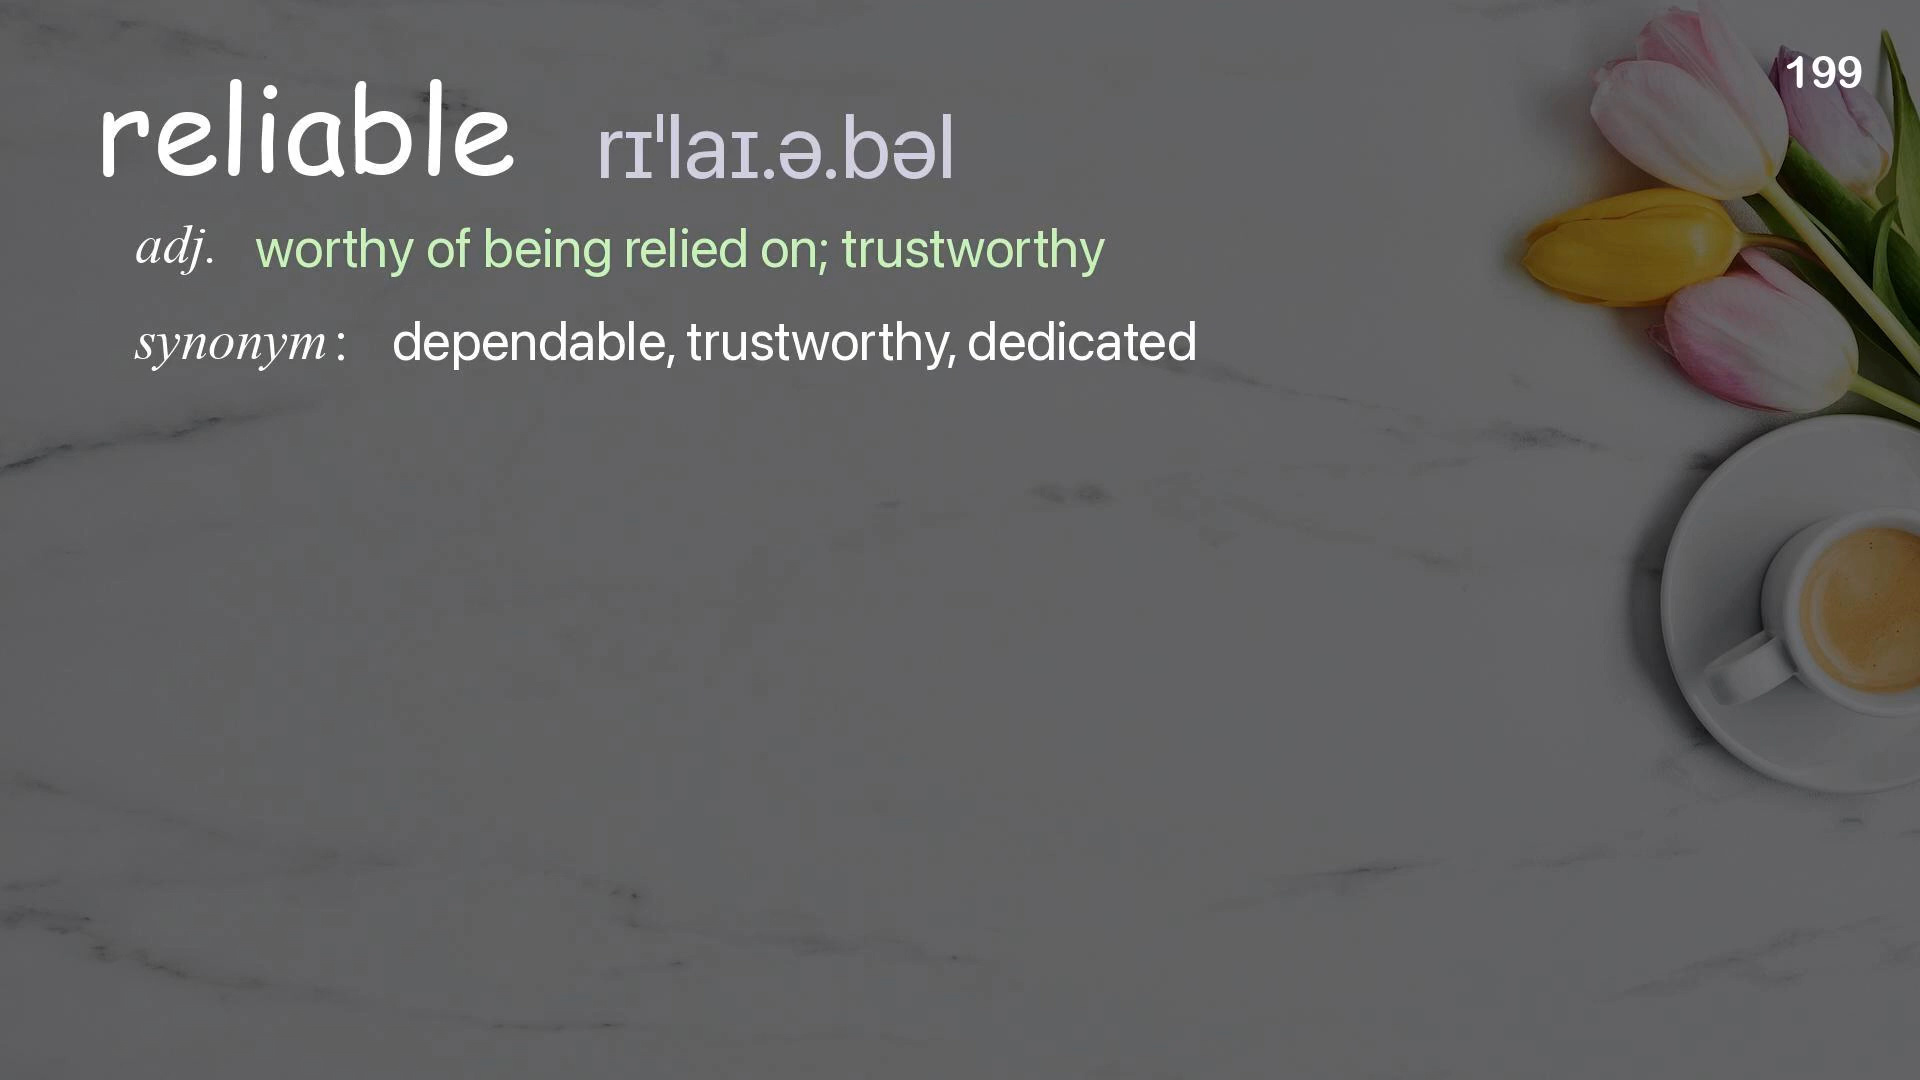 199
reliable rɪˈlaɪ.ə.bəl
adj. worthy of being relied on; trustworthy
synonym: dependable, trustworthy, dedicated